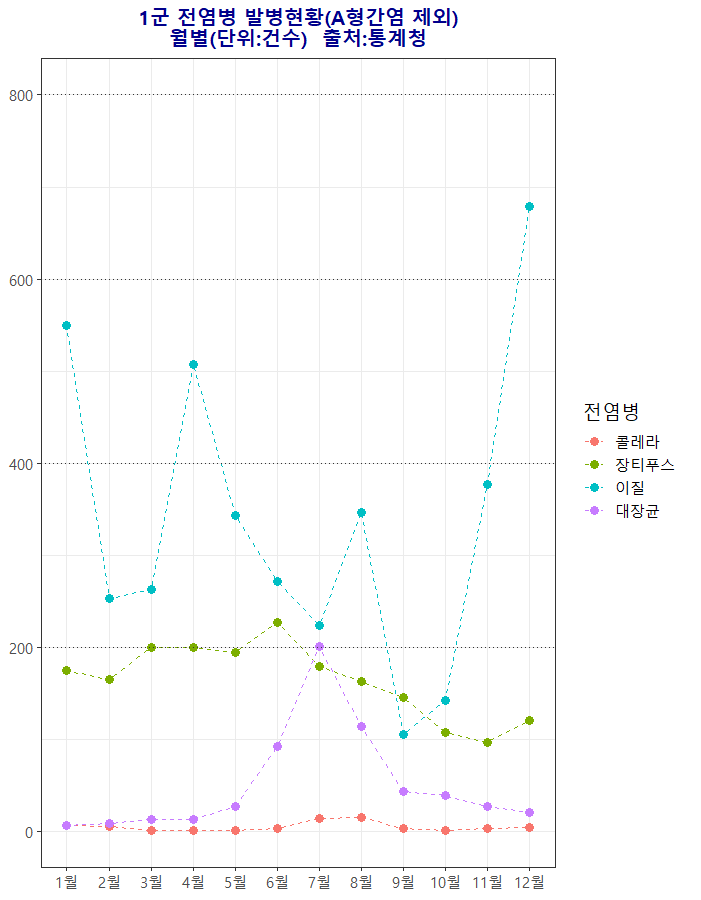 1군 전염병 발병현황(A형간염 제외)
월별(단위:건수) 출처:통계청
800
600
400
200
0
1월 2월 3월 4월 5월 6월 7월 8월 9월 10월 11월 12월
전염병
콜레라
장티푸스
이질
대장균